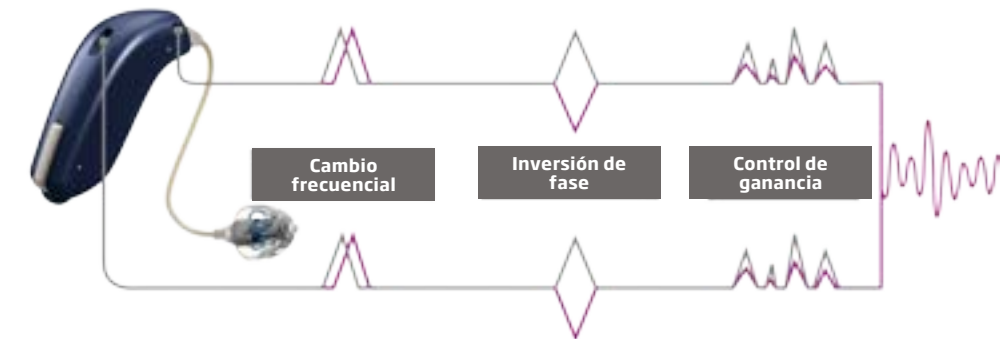 Cambio
frecuencial
Inversión de
fase
Control de
ganancia